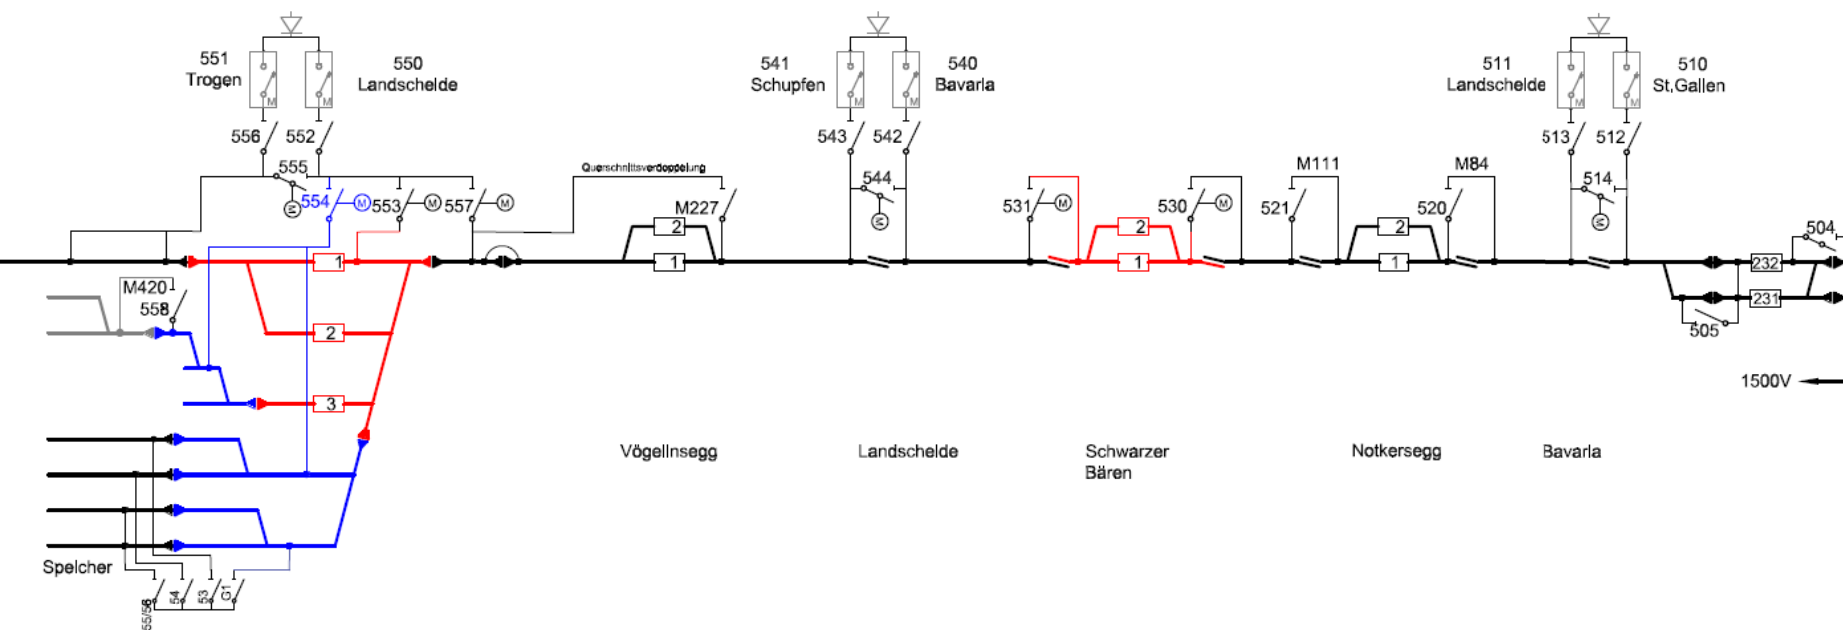 551
Trogen
550
Landschelde
541
Schupfen
540
Bavarla
511
Landschelde
510
St.Gallen
M
M
M
M
M
M
556
552
543
542
513
512
555
Querschnittsverdoppelung
544
M111
M84
514
M
554
M
553
M
557
M
M227
M
531
M
530
M
521
520
M
504
2
2
2
1
1
1
1
232
M420
558
231
2
505
1500V
3
Vögellnsegg
Landschelde
Schwarzer
Bären
Notkersegg
Bavarla
Spelcher
55/56
54
53
G1